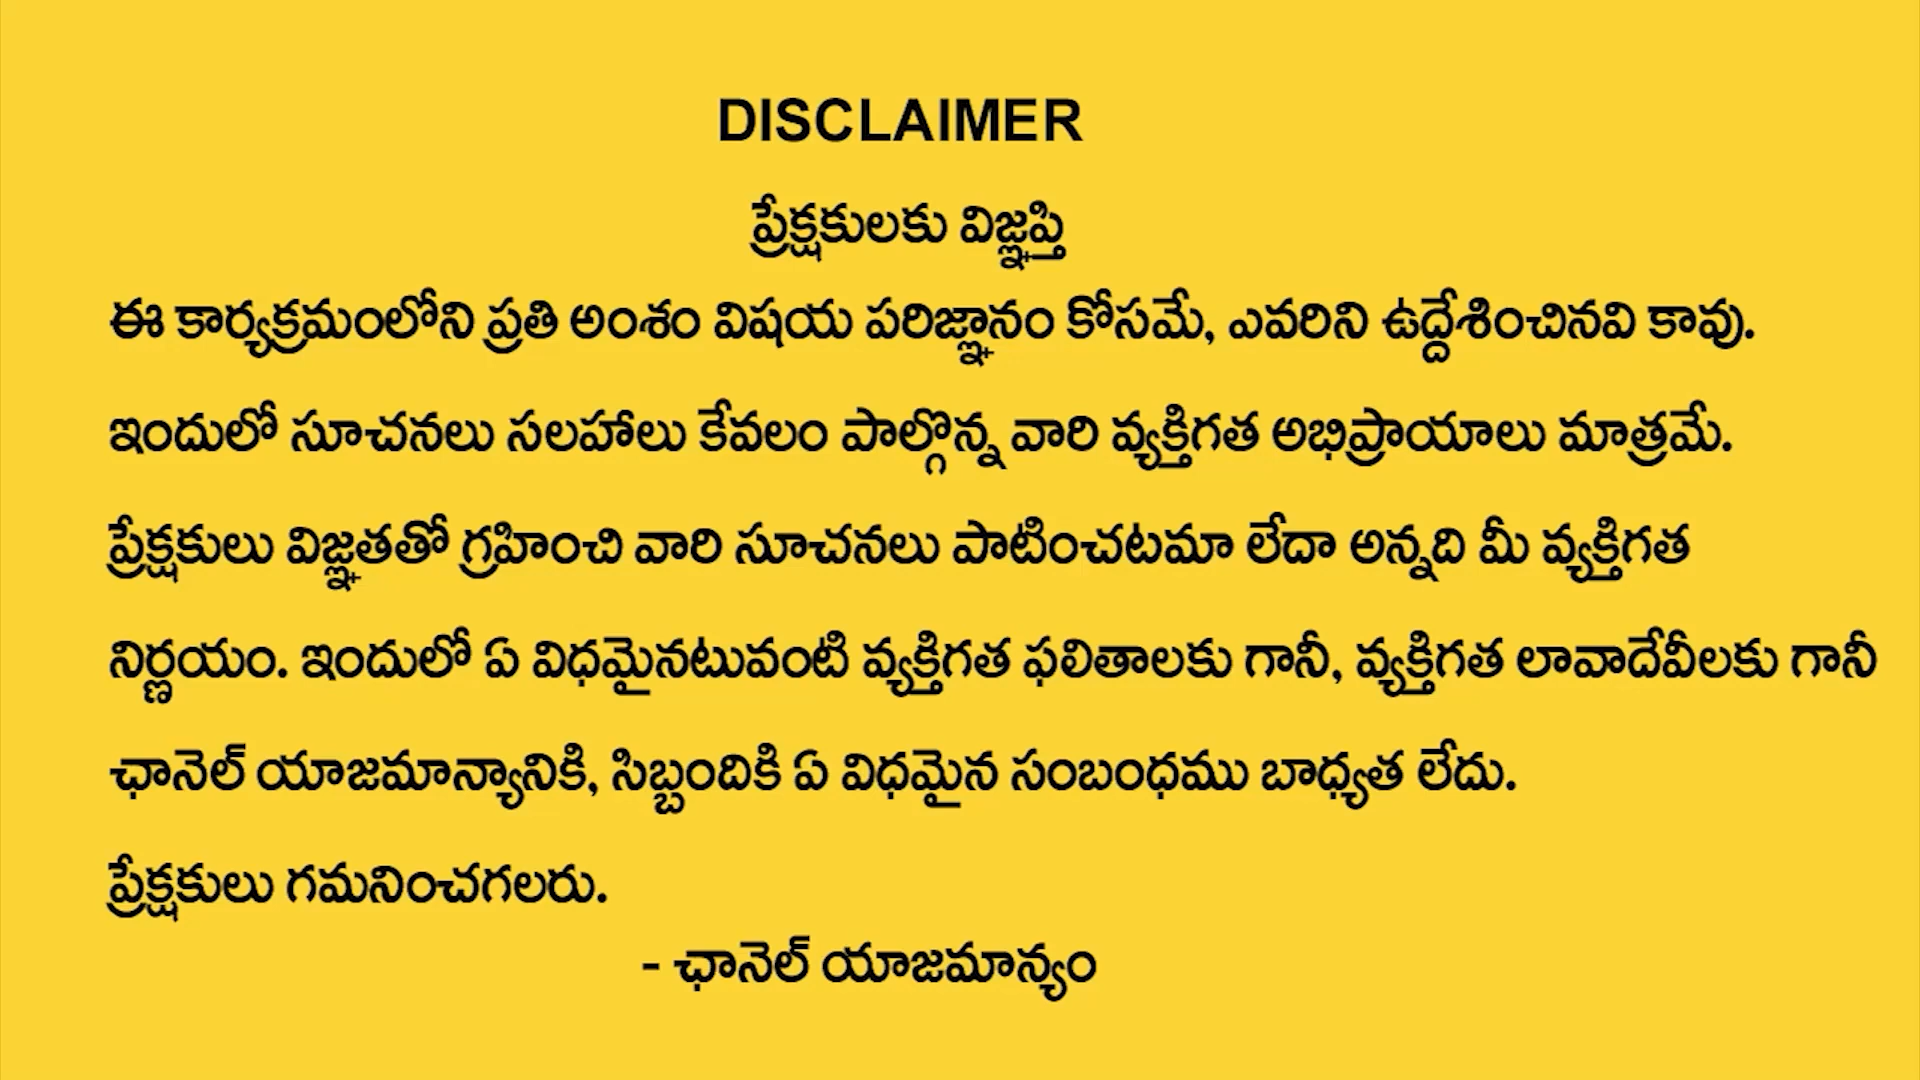 DISCLAIMER
ప్రేక్షకులకు విజ్ఞప్తి
ఈ కార్యక్రమంలోని ప్రతి అంశం విషయ పరిజ్ఞానం కోసమే, ఎవరిని ఉద్దేశించినవి కావు.
ఇందులో సూచనలు సలహాలు కేవలం పాల్గొన్న వారి వ్యక్తిగత అభిప్రాయాలు మాత్రమే.
ప్రేక్షకులు విజ్ఞతతో గ్రహించి వారి సూచనలు పాటించటమా లేదా అన్నది మీ వ్యక్తిగత
నిర్ణయం. ఇందులో ఏ విధమైనటువంటి వ్యక్తిగత ఫలితాలకు గానీ, వ్యక్తిగత లావాదేవీలకు గానీ
ఛానెల్ యాజమాన్యానికి, సిబ్బందికి ఏ విధమైన సంబంధము బాధ్యత లేదు.
ప్రేక్షకులు గమనించగలరు.
- ఛానెల్ యాజమాన్యం